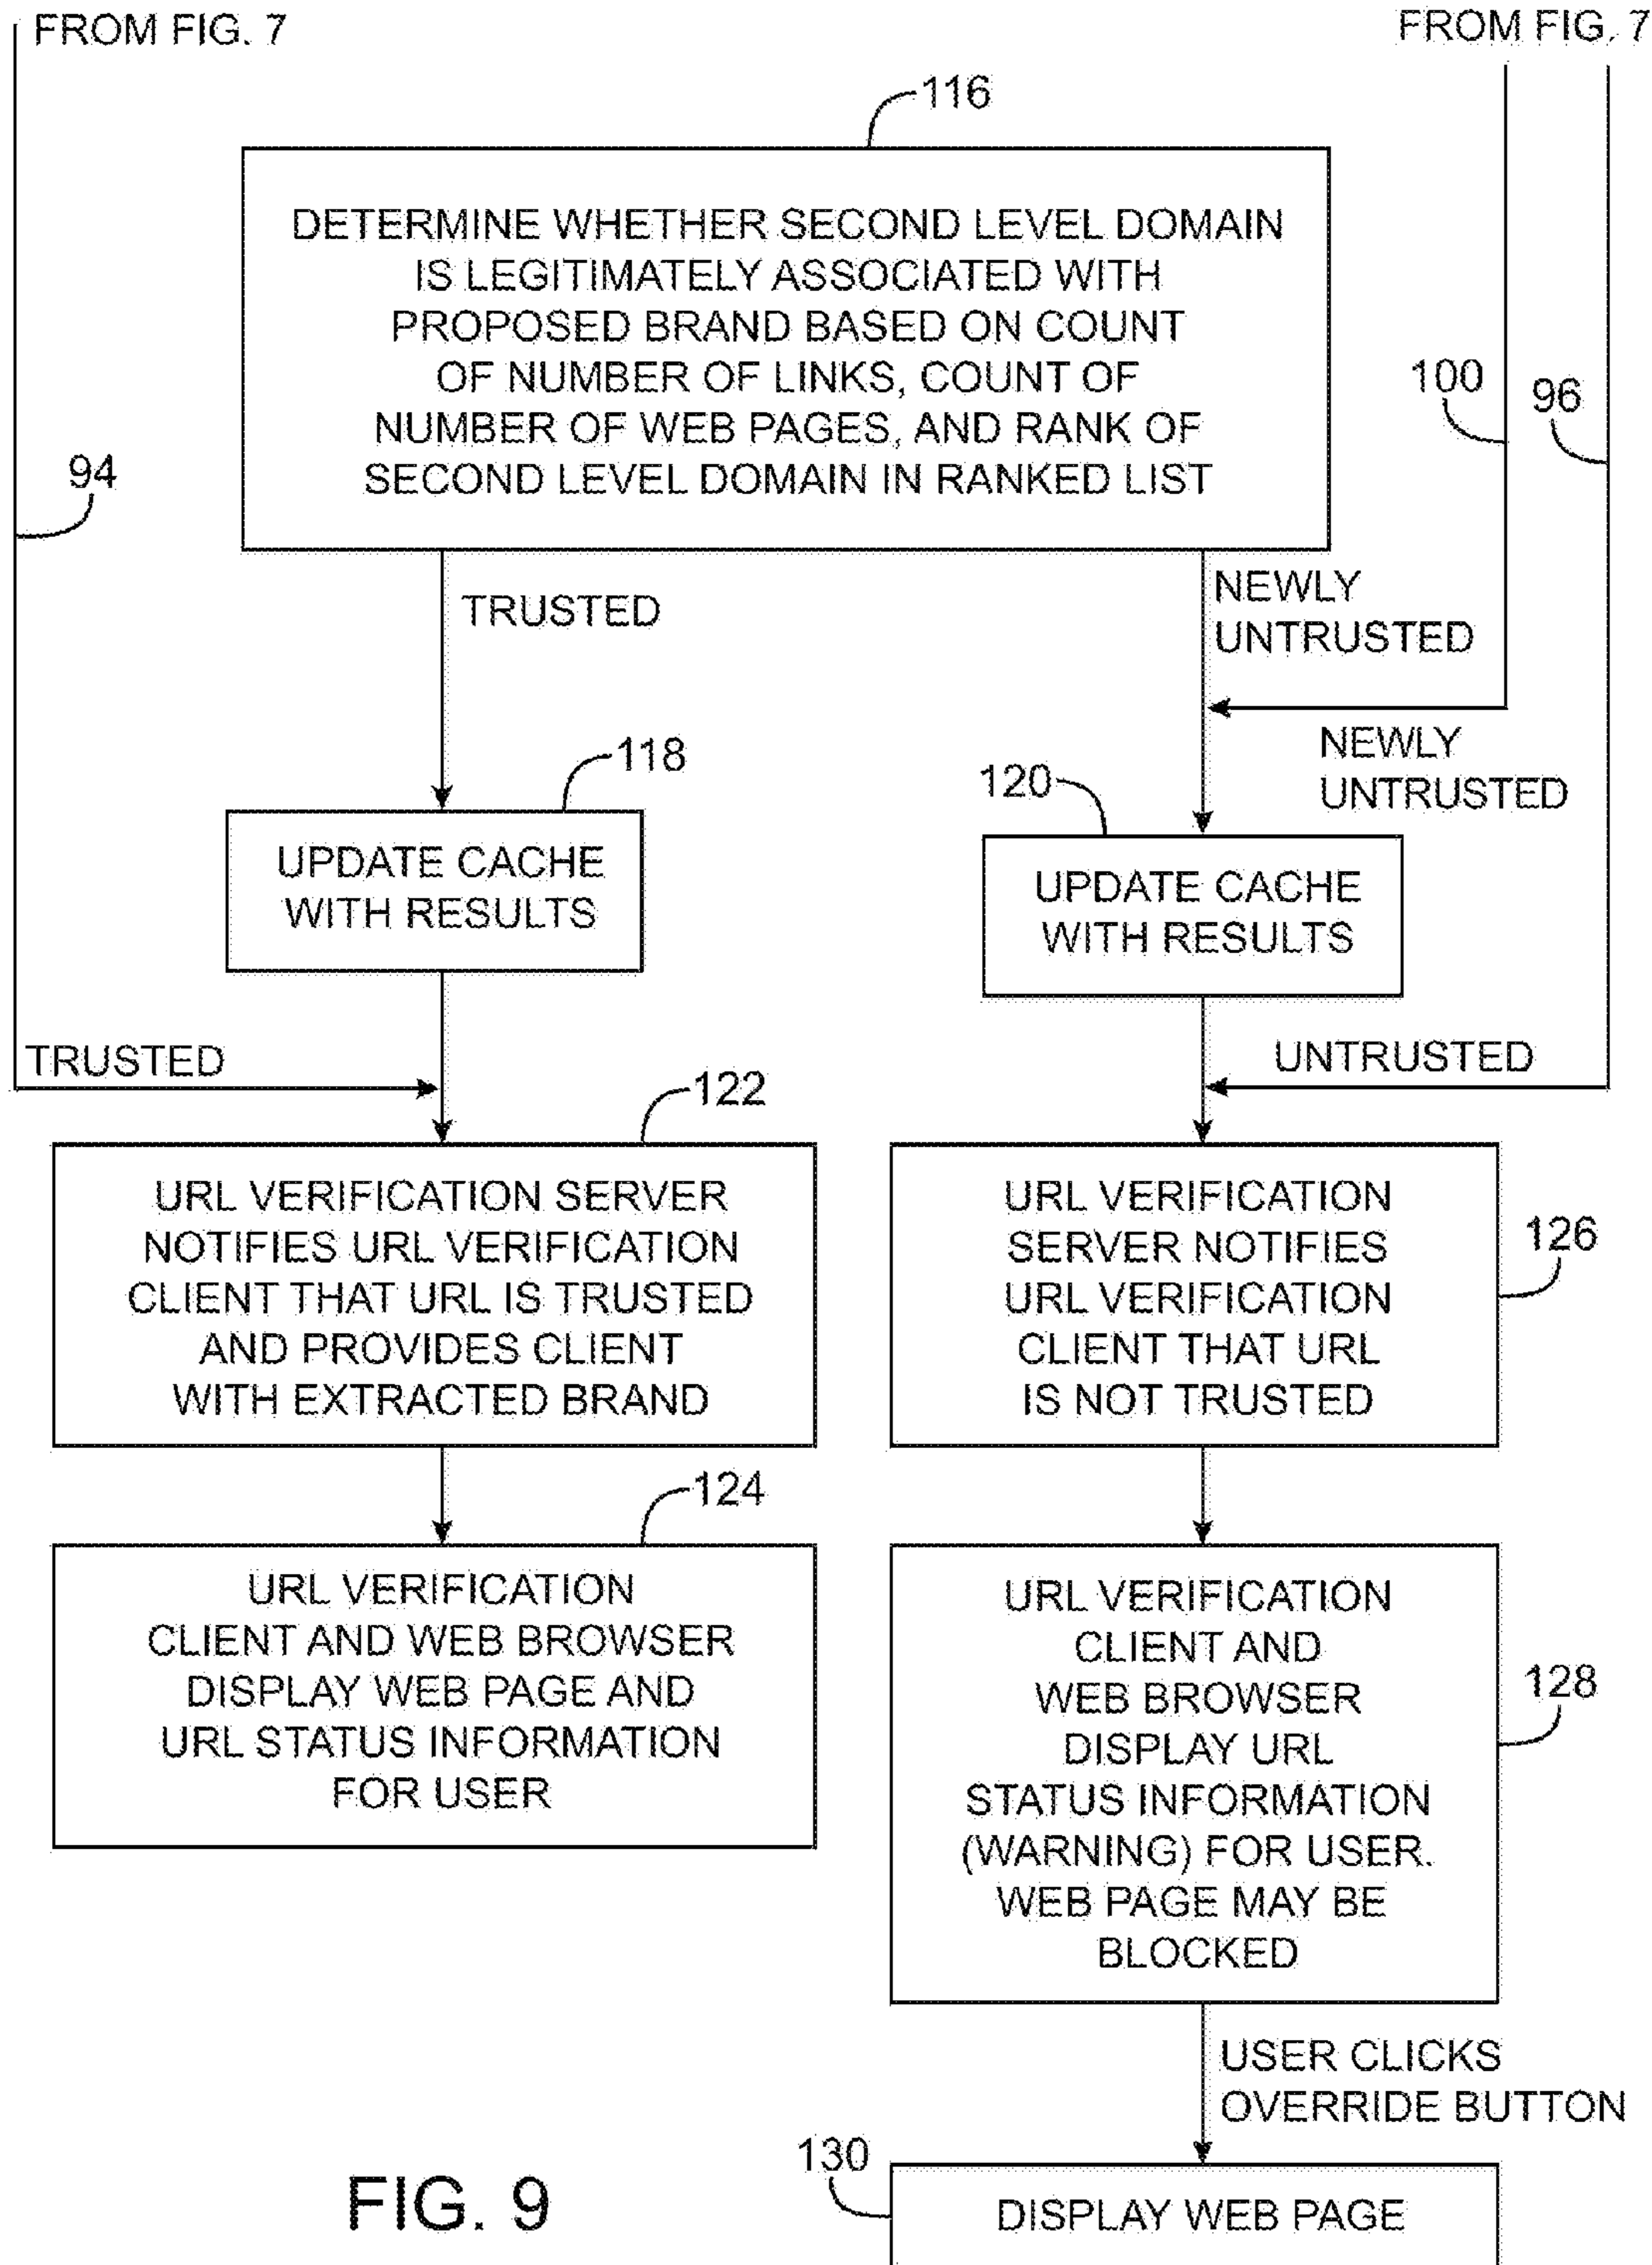 FROM FIG. 7
FROM FIG. 7
116
DETERMINE WHETHER SECOND LEVEL DOMAIN
IS LEGITIMATELY ASSOCIATED WITH
PROPOSED BRAND BASED ON COUNT
OF NUMBER OF LINKS, COUNT OF
NUMBER OF WEB PAGES, AND RANK OF
SECOND LEVEL DOMAIN IN RANKED LIST
100
96
94
TRUSTED
NEWLY
UNTRUSTED
NEWLY
UNTRUSTED
118
UPDATE CACHE
WITH RESULTS
120
UPDATE CACHE
WITH RESULTS
TRUSTED
UNTRUSTED
122
URL VERIFICATION SERVER
NOTIFIES URL VERIFICATION
CLIENT THAT URL IS TRUSTED
AND PROVIDES CLIENT
WITH EXTRACTED BRAND
URL VERIFICATION
SERVER NOTIFIES
URL VERIFICATION
CLIENT THAT URL
IS NOT TRUSTED
126
124
URL VERIFICATION
CLIENT AND WEB BROWSER
DISPLAY WEB PAGE AND
URL STATUS INFORMATION
FOR USER
URL VERIFICATION
CLIENT AND
WEB BROWSER
DISPLAY URL
STATUS INFORMATION
(WARNING) FOR USER.
WEB PAGE MAY BE
BLOCKED
128
USER CLICKS
OVERRIDE BUTTON
130
DISPLAY WEB PAGE
FIG. 9